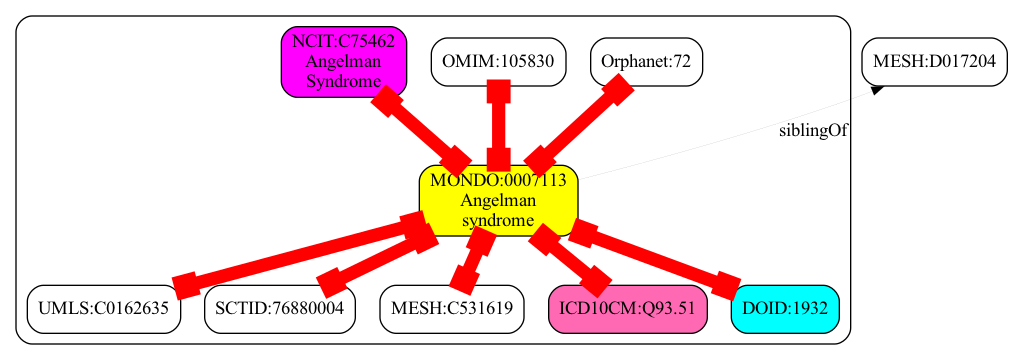 NCIT:C75462
Angelman
Syndrome
OMIM:105830
Orphanet:72
MESH:D017204
siblingOf
MONDO:0007113
Angelman
syndrome
UMLS:C0162635
SCTID:76880004
MESH:C531619
ICD10CM:Q93.51
DOID:1932